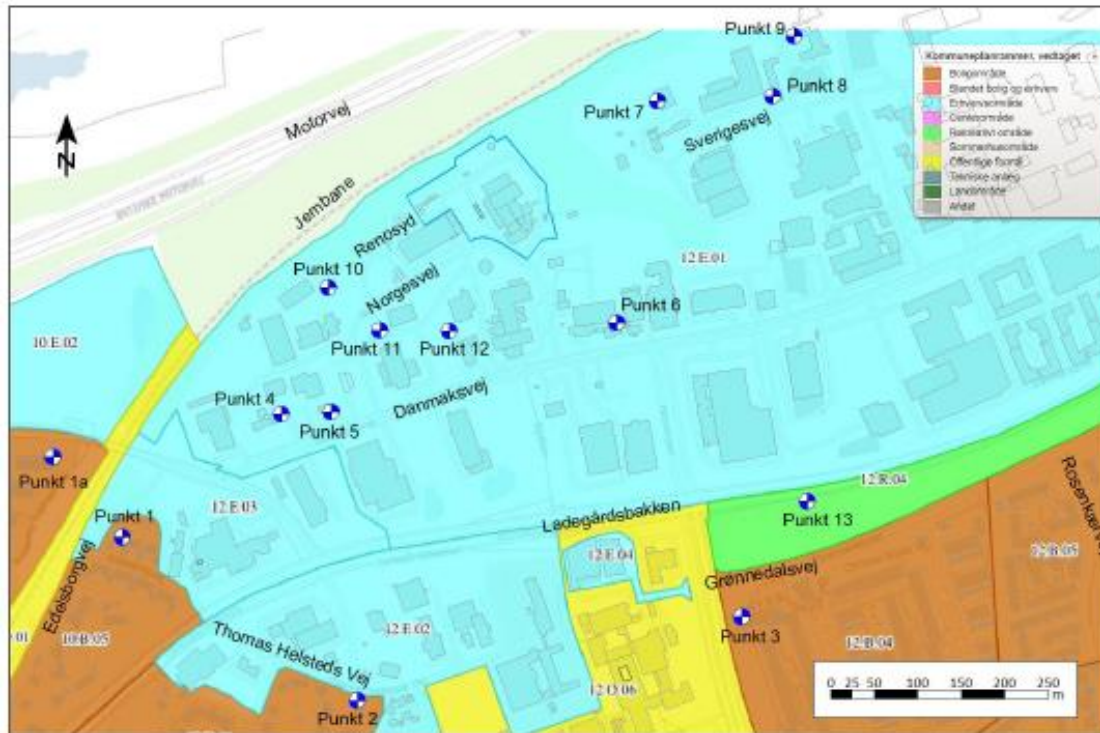 Punkt 9
Kommuneplanrammer, vedtaget
Boligområde
Blandet bolig og erhverv
Erhvervsområde
Centerområde
Rekreativt område
Sommerhusområde
Offentlige formål
Tekniske anlæg
Landområde
Andet
Punkt 7
Punkt 8
Sverigesvej
Motorvej
N
Jernbane
Renosyd
12.E.01
Punkt 10
Norgesvej
Punkt 6
10.E.02
Punkt 11
Punkt 12
Danmaksvej
Punkt 4
Punkt 5
Punkt 1a
12.E.03
12.R.04
Punkt 1
Ladegårdsbakken
Punkt 13
12.E.04
Grønnedalsvej
12.B.05
Edelsborgvej
10.B.05
12.E.02
Punkt 3
12.B.04
Thomas Helsteds Vej
12.O.06
Punkt 2
0 25 50 100 150 200 250
m